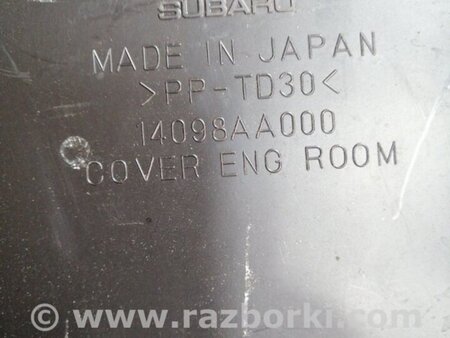 SUBARU
MADE IN JAPAN
>PP-TD30<
14098AA000
COVER ENG ROOM
© www.razborki.com